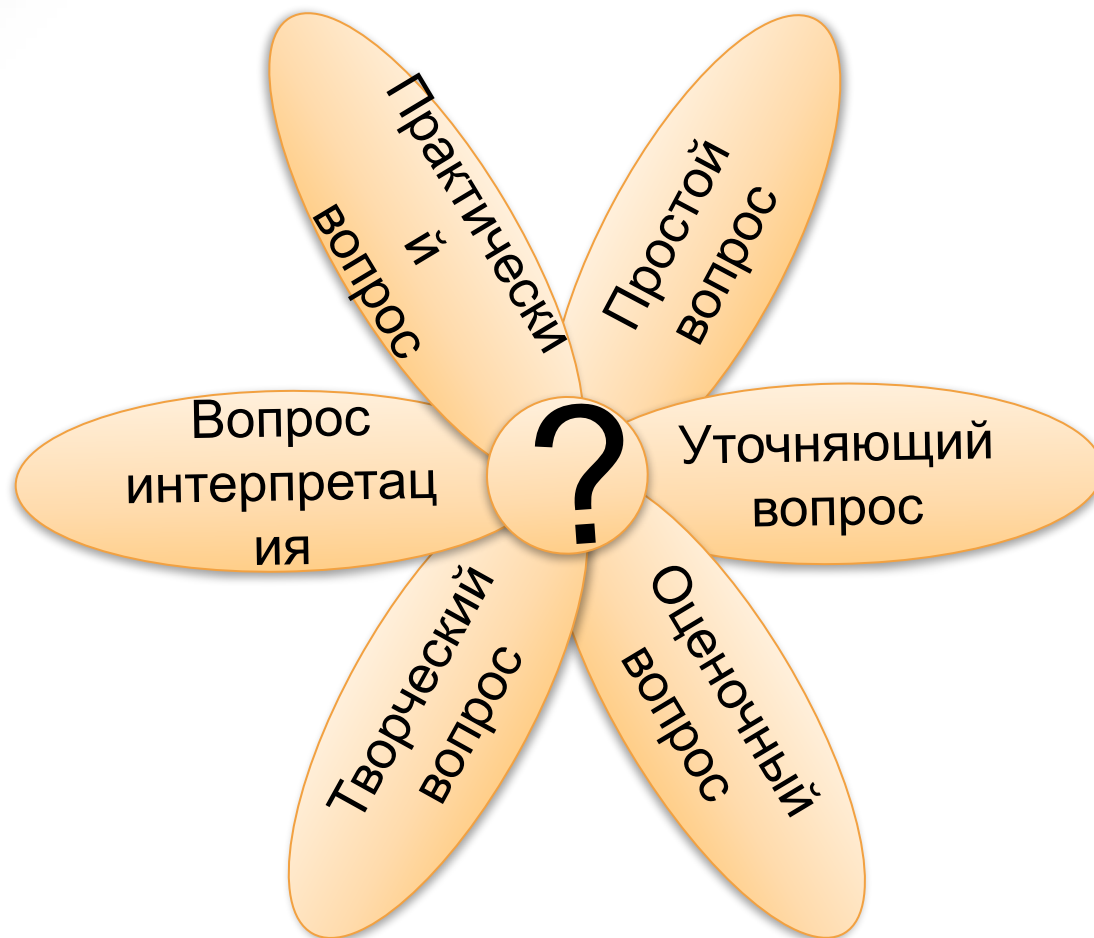 Практически
й
вопрос
Простой
вопрос
Вопрос
интерпретац
ия
?
Уточняющий
вопрос
Творческий
вопрос
Оценочный
вопрос